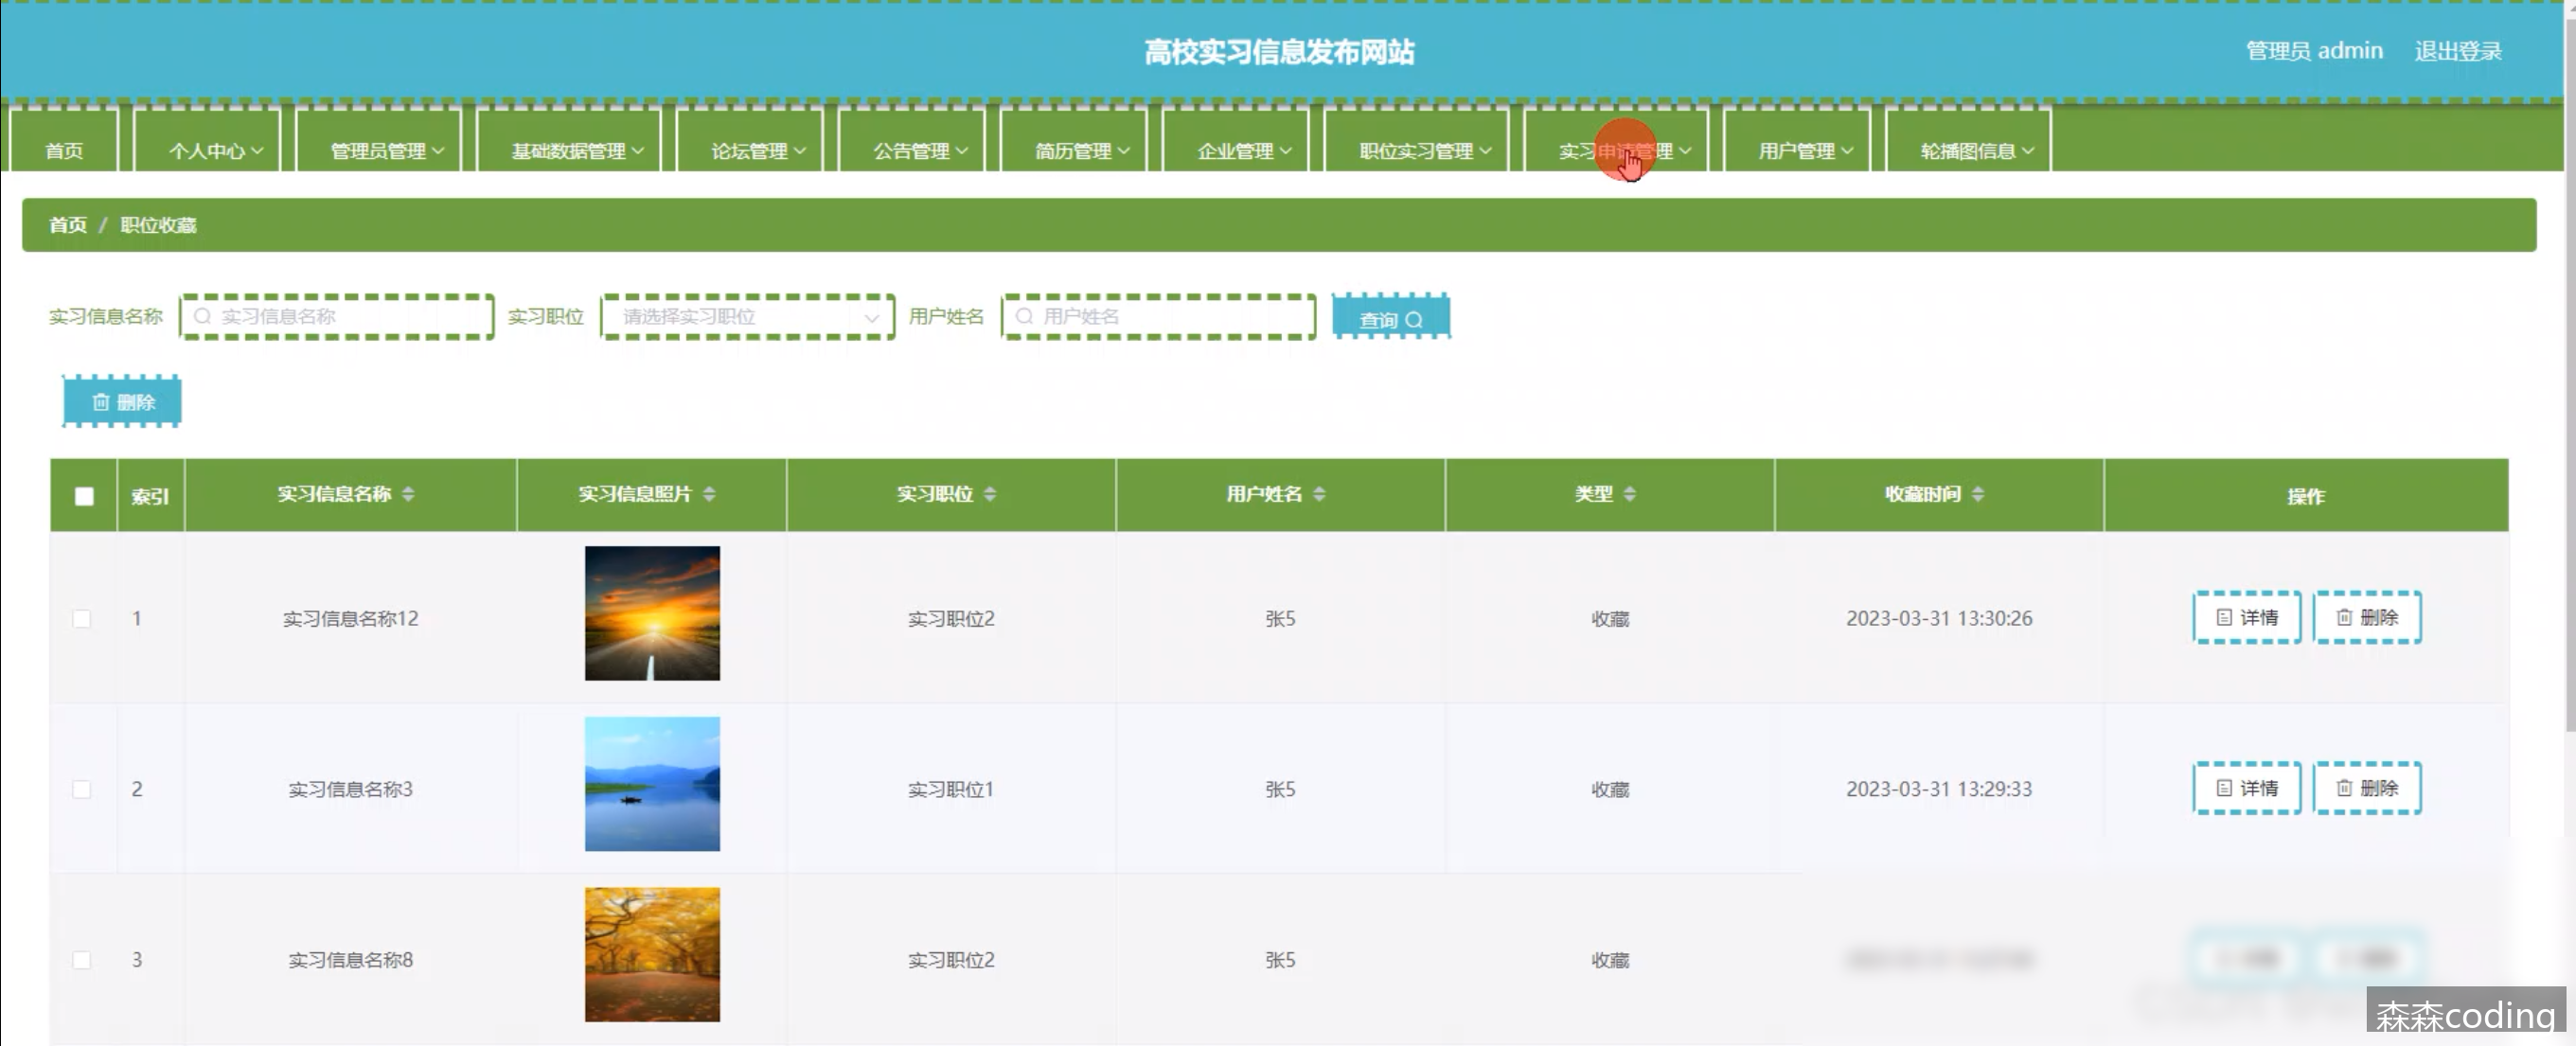 高校实习信息发布网站
管理员 admin 退出登录
首页 个人中心 管理员管理 基础数据管理 论坛管理 公告管理 简历管理 企业管理 职位实习管理 实习申请管理 用户管理 轮播图信息
首页 / 职位收藏
实习信息名称 实习信息名称 实习职位 请选择实习职位 用户姓名 用户姓名 查询
删除
索引 实习信息名称 实习信息照片 实习职位 用户姓名 类型 收藏时间 操作
1 实习信息名称12 实习职位2 张5 收藏 2023-03-31 13:30:26 详情 删除
2 实习信息名称3 实习职位1 张5 收藏 2023-03-31 13:29:33 详情 删除
3 实习信息名称8 实习职位2 张5 收藏
森森coding